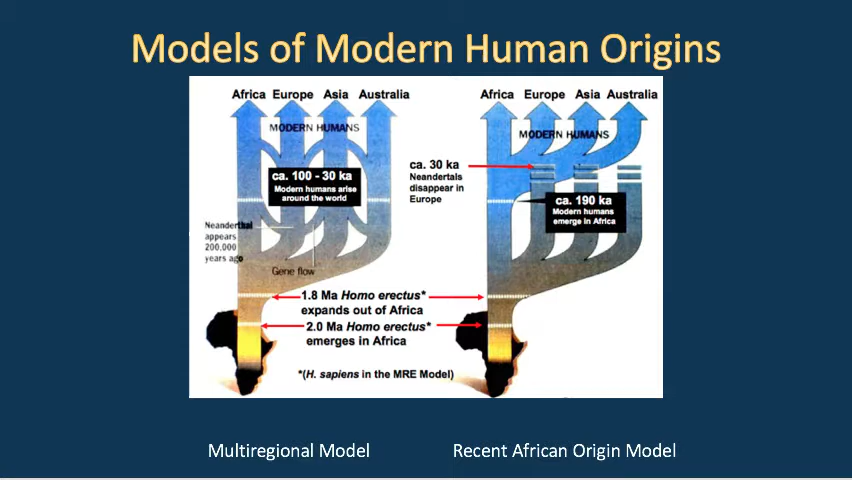 Models of Modern Human Origins
Africa Europe Asia Australia
MODERN HUMANS
ca. 100 - 30 ka
Modern humans arise
around the world
Neanderthal
appears
200,000
years ago
Gene flow
Africa Europe Asia Australia
MODERN HUMANS
ca. 30 ka
Neandertals
disappear in
Europe
ca. 190 ka
Modern humans
emerge in Africa
1.8 Ma Homo erectus*
expands out of Africa
2.0 Ma Homo erectus*
emerges in Africa
*(H. sapiens in the MRE Model)
Multiregional Model
Recent African Origin Model